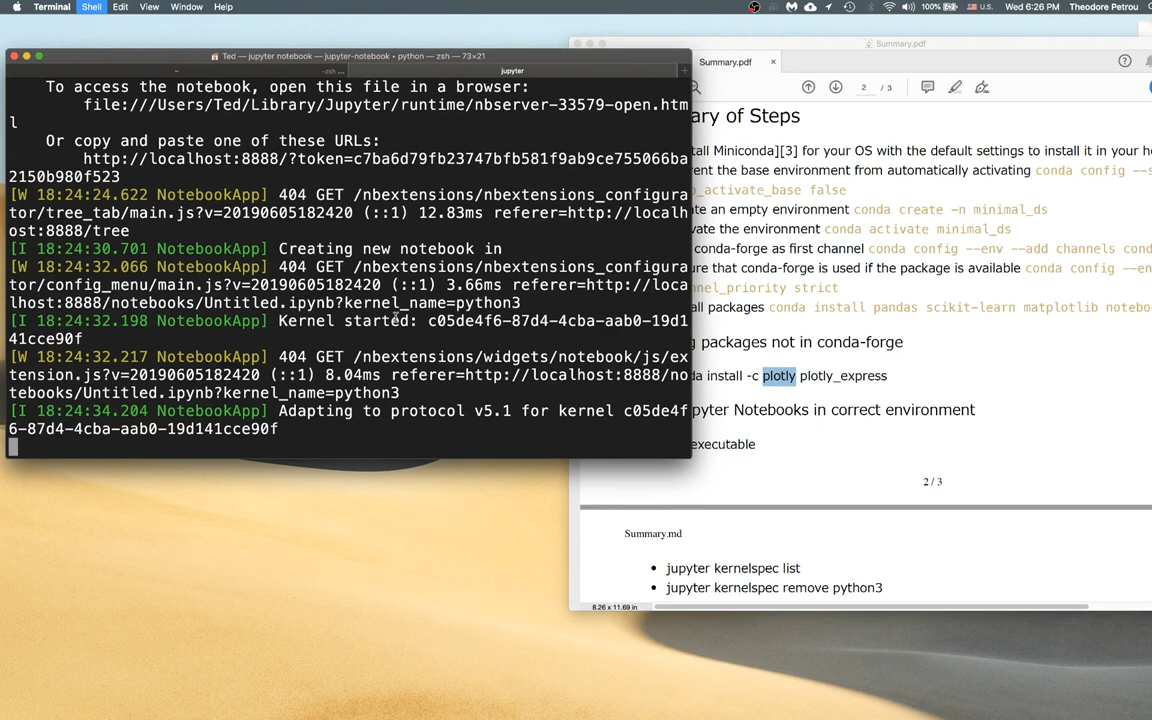 Terminal Shell Edit View Window Help 100% U.S. Wed 6:26 PM Theodore Petrou
Ted — jupyter notebook — jupyter-notebook • python — zsh — 73×21
-zsh ... jupyter
To access the notebook, open this file in a browser:
file:///Users/Ted/Library/Jupyter/runtime/nbserver-33579-open.htm
l
Or copy and paste one of these URLs:
http://localhost:8888/?token=c7ba6d79fb23747bfb581f9ab9ce755066ba
2150b980f523
[W 18:24:24.622 NotebookApp] 404 GET /nbextensions/nbextensions_configura
tor/tree_tab/main.js?v=20190605182420 (::1) 12.83ms referer=http://localh
ost:8888/tree
[I 18:24:30.701 NotebookApp] Creating new notebook in
[W 18:24:32.066 NotebookApp] 404 GET /nbextensions/nbextensions_configura
tor/config_menu/main.js?v=20190605182420 (::1) 3.66ms referer=http://loca
lhost:8888/notebooks/Untitled.ipynb?kernel_name=python3
[I 18:24:32.198 NotebookApp] Kernel started: c05de4f6-87d4-4cba-aab0-19d1
41cce90f
[W 18:24:32.217 NotebookApp] 404 GET /nbextensions/widgets/notebook/js/ex
tension.js?v=20190605182420 (::1) 8.04ms referer=http://localhost:8888/no
tebooks/Untitled.ipynb?kernel_name=python3
[I 18:24:34.204 NotebookApp] Adapting to protocol v5.1 for kernel c05de4f
6-87d4-4cba-aab0-19d141cce90f
Summary.pdf
Summary.pdf ×
2 / 3
ary of Steps
tall Miniconda][3] for your OS with the default settings to install it in your h
ent the base environment from automatically activating conda config --s
o_activate_base false
ate an empty environment conda create -n minimal_ds
vate the environment conda activate minimal_ds
conda-forge as first channel conda config --env --add channels cond
ure that conda-forge is used if the package is available conda config --en
nnel_priority strict
all packages conda install pandas scikit-learn matplotlib notebo
g packages not in conda-forge
da install -c plotly plotly_express
pyter Notebooks in correct environment
executable
2 / 3
Summary.md
• jupyter kernelspec list
• jupyter kernelspec remove python3
8.26 x 11.69 in